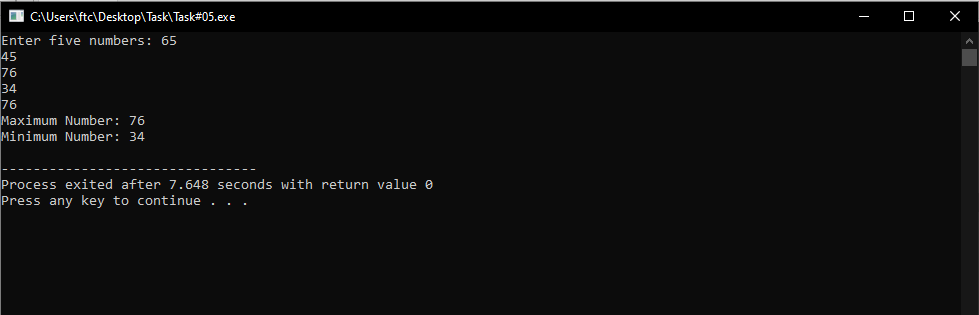 C:\Users\ftc\Desktop\Task\Task#05.exe
Enter five numbers: 65
45
76
34
76
Maximum Number: 76
Minimum Number: 34
--------------------------------
Process exited after 7.648 seconds with return value 0
Press any key to continue . . .